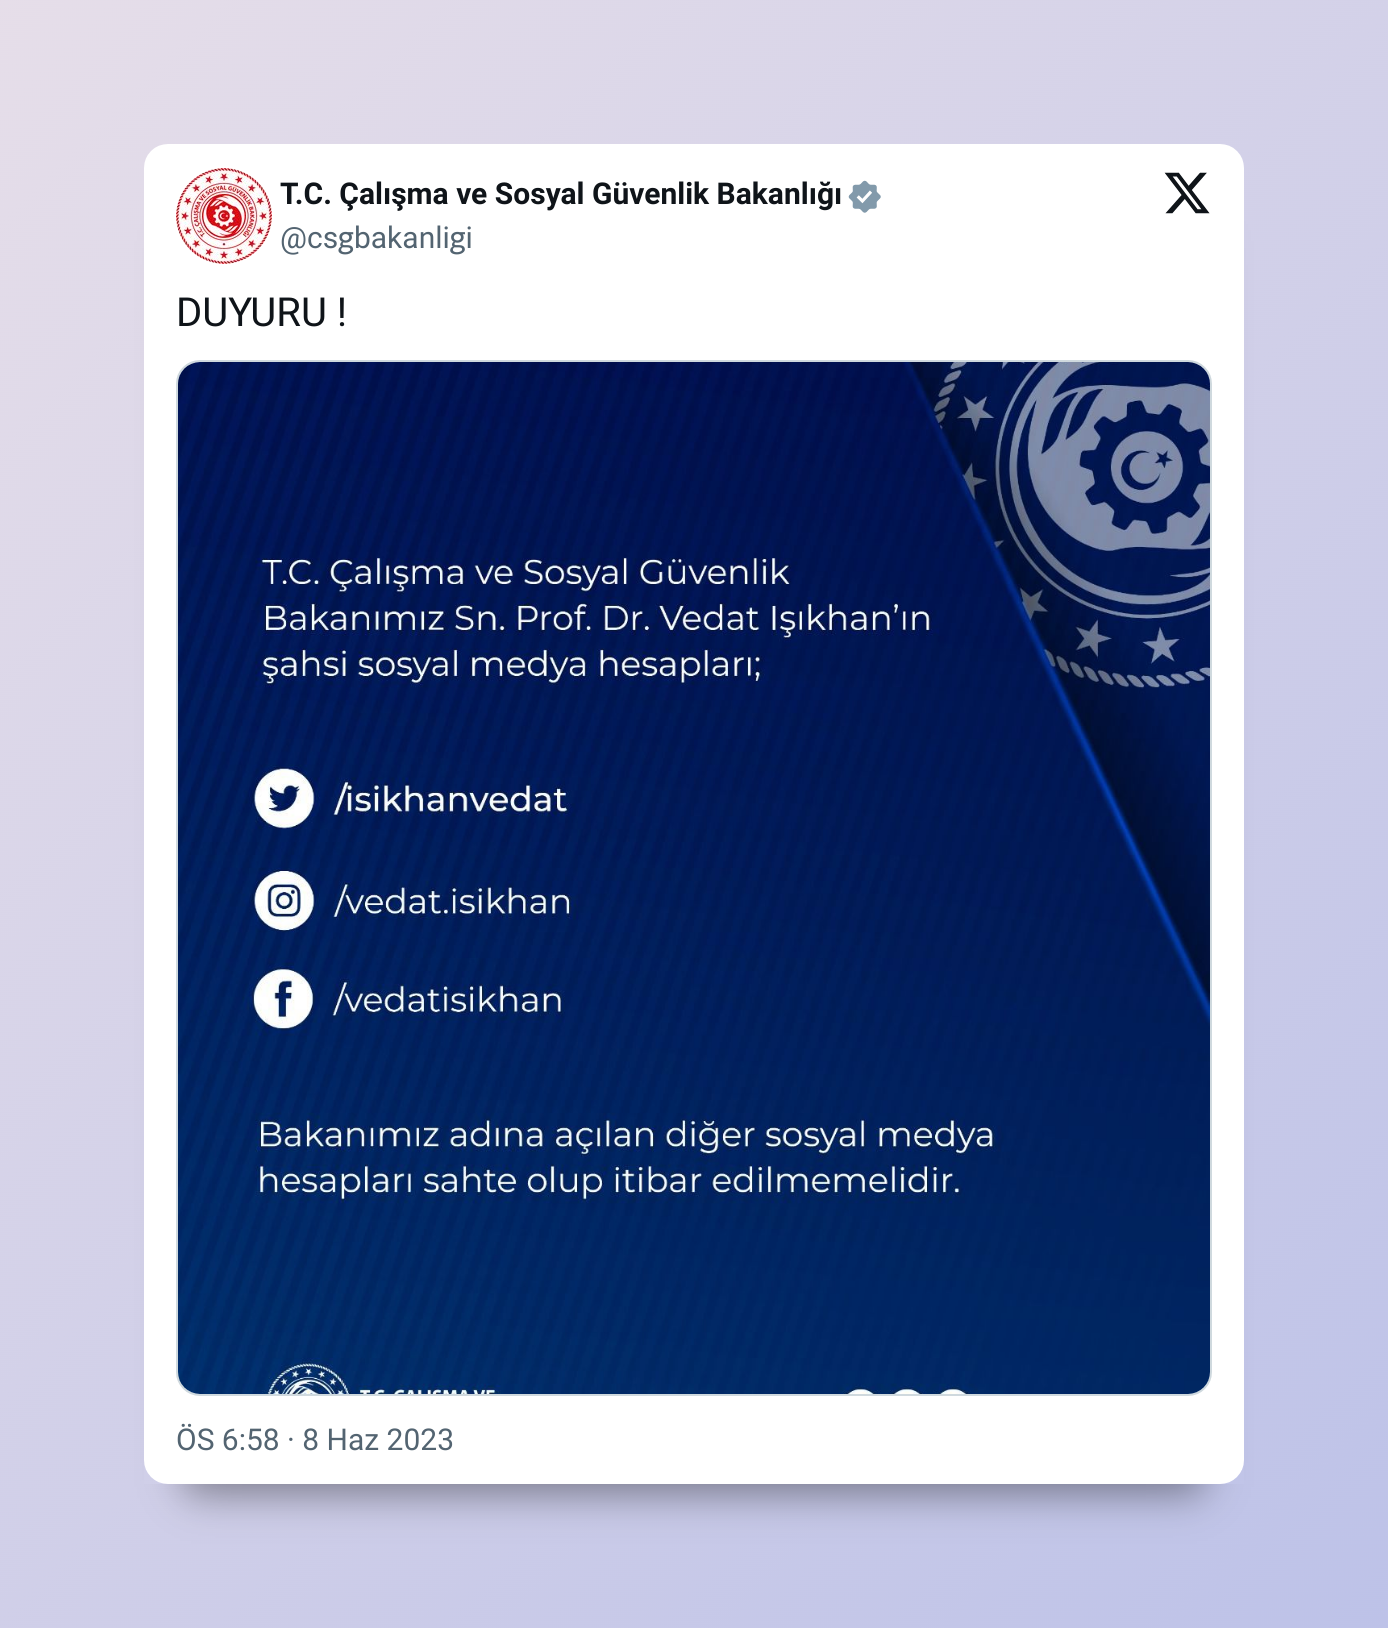 T.C. Çalışma ve Sosyal Güvenlik Bakanlığı
@csgbakanligi
DUYURU !
T.C. Çalışma ve Sosyal Güvenlik
Bakanımız Sn. Prof. Dr. Vedat Işıkhan’ın
şahsi sosyal medya hesapları;
/isikhanvedat
/vedat.isikhan
/vedatisikhan
Bakanımız adına açılan diğer sosyal medya
hesapları sahte olup itibar edilmemelidir.
T.C. ÇALIŞMA VE
ÖS 6:58 · 8 Haz 2023